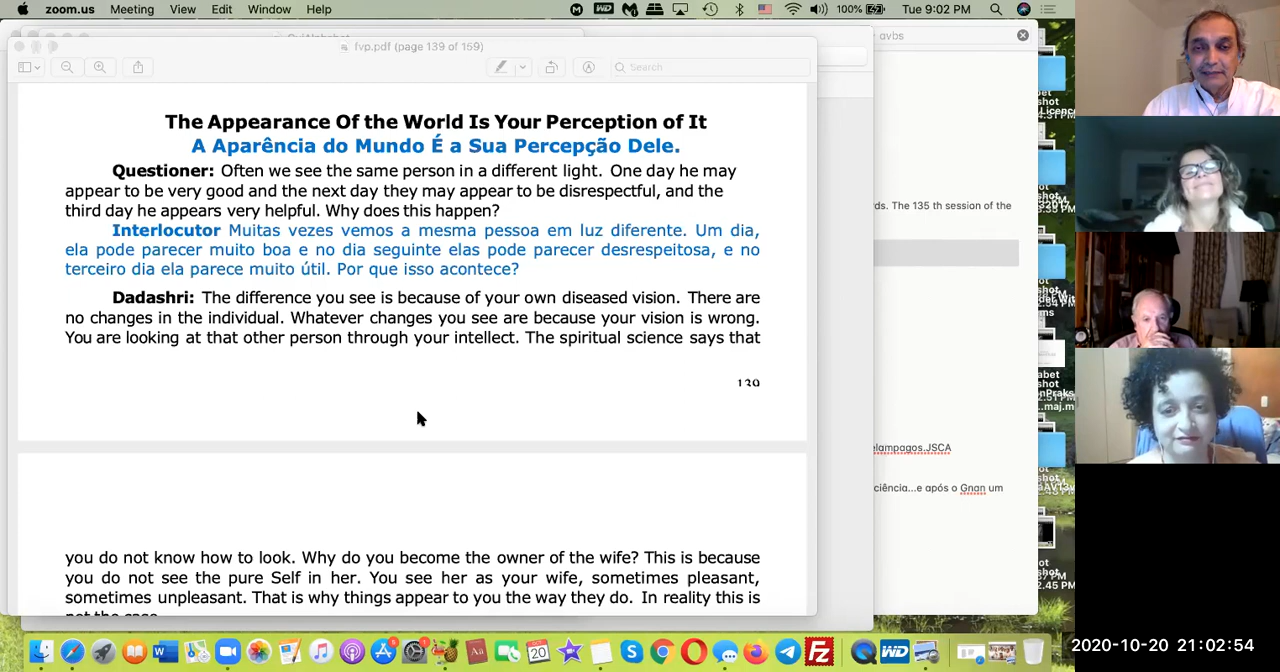 zoom.us Meeting View Edit Window Help
100% Tue 9:02 PM
fvp.pdf (page 139 of 159)
avbs
Search
The Appearance Of the World Is Your Perception of It
A Aparência do Mundo É a Sua Percepção Dele.
Questioner: Often we see the same person in a different light. One day he may
appear to be very good and the next day they may appear to be disrespectful, and the
third day he appears very helpful. Why does this happen?
Interlocutor Muitas vezes vemos a mesma pessoa em luz diferente. Um dia,
ela pode parecer muito boa e no dia seguinte elas pode parecer desrespeitosa, e no
terceiro dia ela parece muito útil. Por que isso acontece?
Dadashri: The difference you see is because of your own diseased vision. There are
no changes in the individual. Whatever changes you see are because your vision is wrong.
You are looking at that other person through your intellect. The spiritual science says that
139
you do not know how to look. Why do you become the owner of the wife? This is because
you do not see the pure Self in her. You see her as your wife, sometimes pleasant,
sometimes unpleasant. That is why things appear to you the way they do. In reality this is
not the case
rds. The 135 th session of the
elampagos.JSCA
ciência...e após o Gnan um
2020-10-20 21:02:54